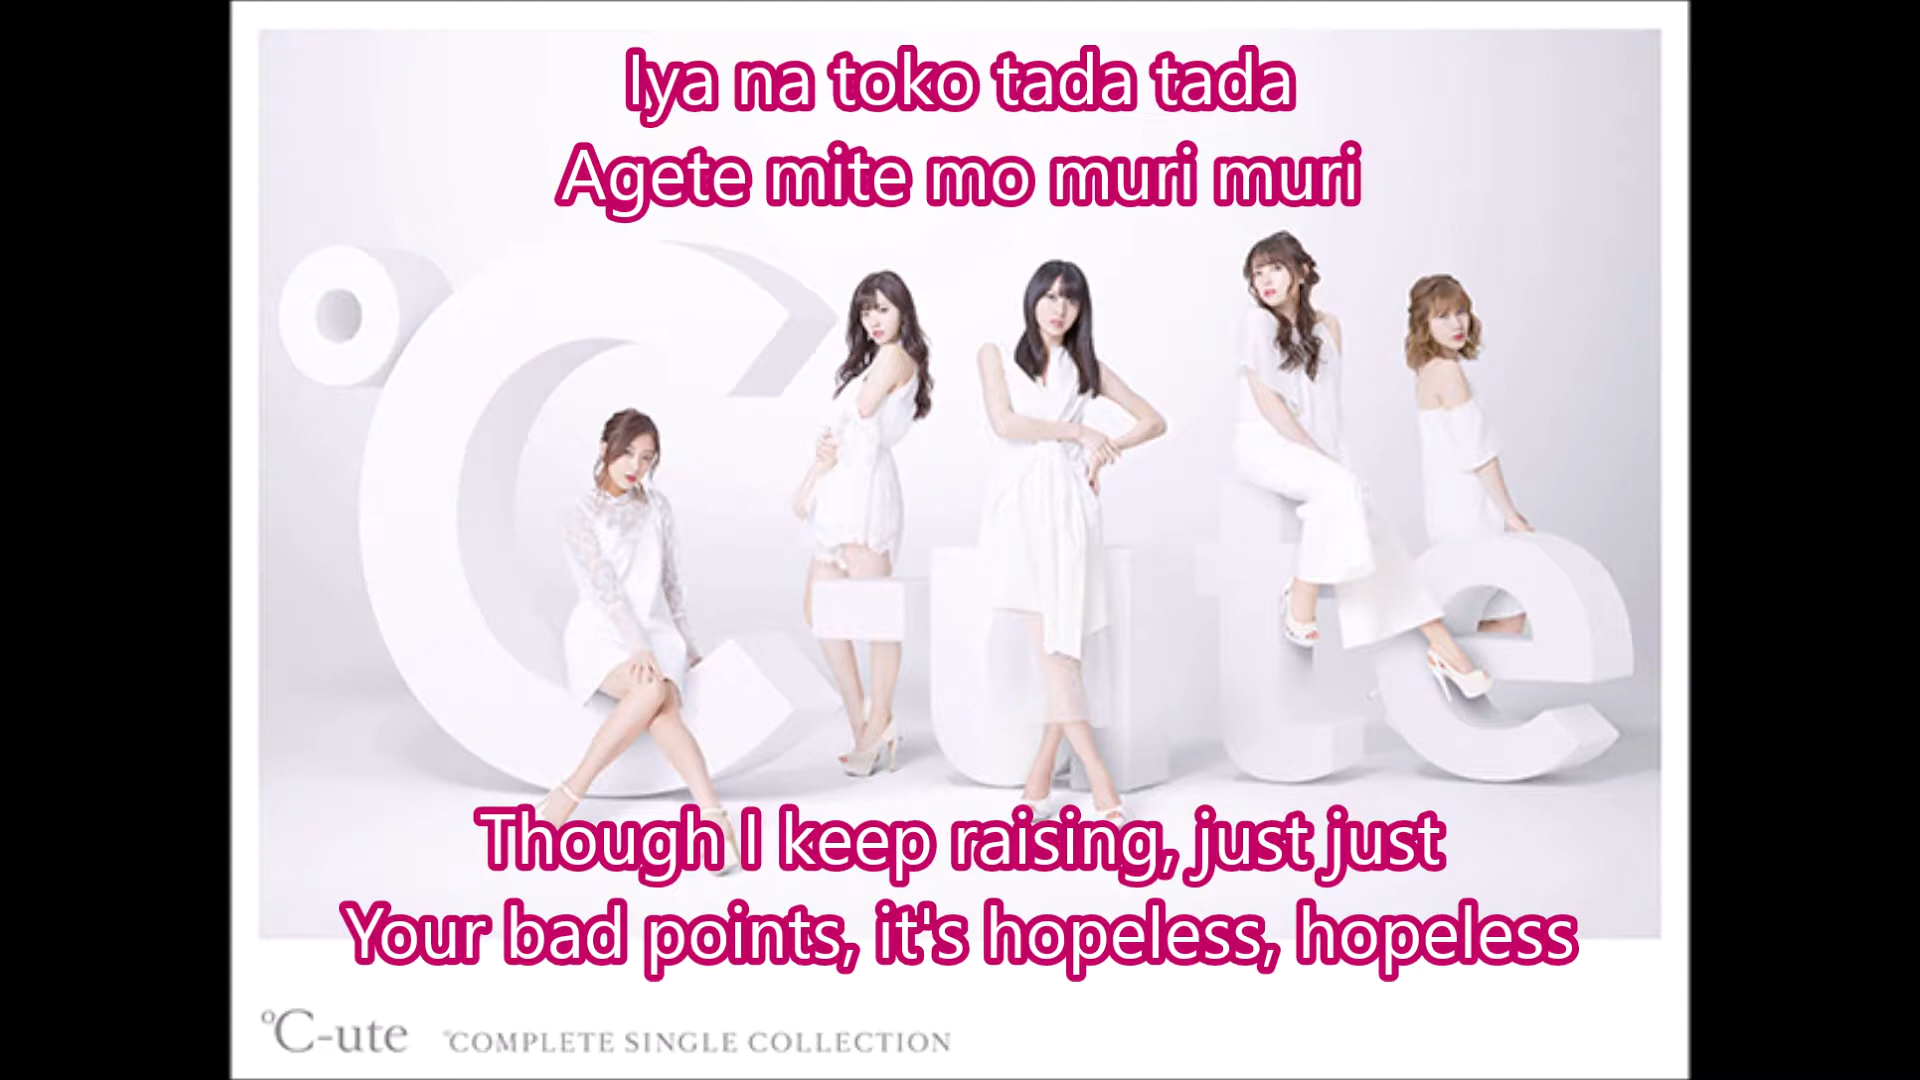 Iya na toko tada tada
Agete mite mo muri muri
℃-ute
Though I keep raising, just just
Your bad points, it's hopeless, hopeless
℃-ute ℃OMPLETE SINGLE COLLECTION